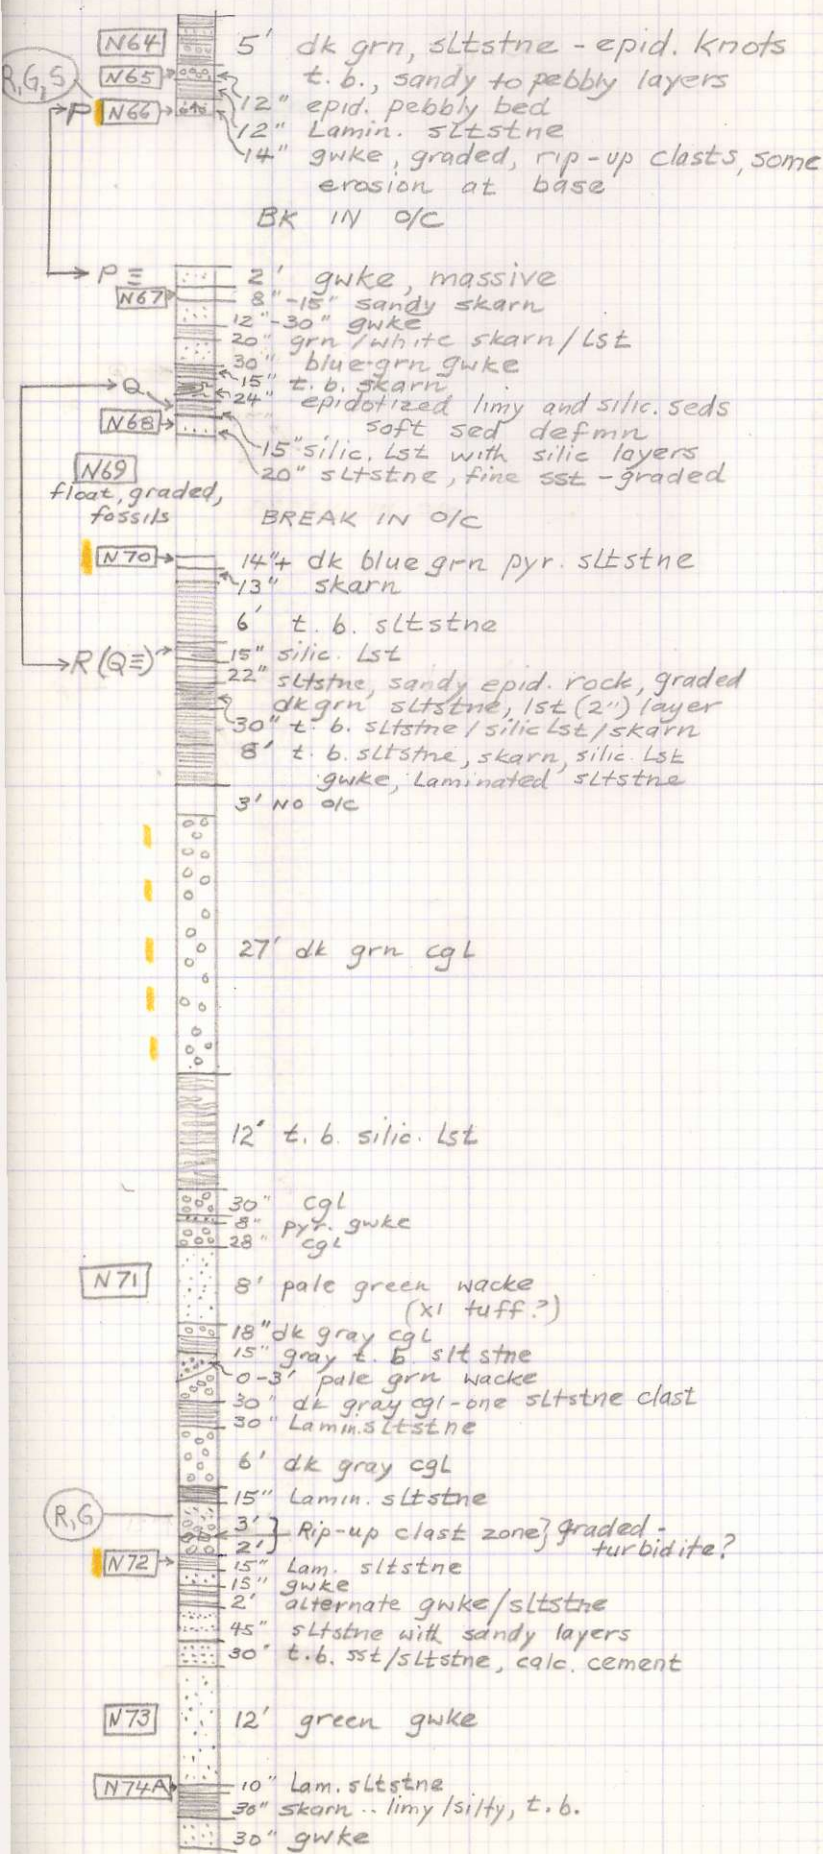 N64 5' dk grn, sltstne - epid. knots
R,G,S N65 t.b., sandy to pebbly layers
P N66 12" epid. pebbly bed
12" Lamin. sltstne
14" gwke, graded, rip-up clasts, some
erosion at base
BK IN O/C
P ≡ 2' gwke, massive
N67 8"-15" sandy skarn
12"-30" gwke
20" grn/white skarn/lst
30" blue-grn gwke
Q 15" t.b. skarn
24" epidotized limy and silic. seds
N68 soft sed defmn
15" silic. Lst with silic layers
N69 20" sltstne, fine sst - graded
float, graded,
fossils BREAK IN O/C
N70 14"+ dk blue grn pyr. sltstne
13" skarn
6' t. b. sltstne
R(Q≡) 15" silic. Lst
22" sltstne, sandy epid. rock, graded
dk grn sltstne, lst (2") layer
30" t. b. sltstne/silic lst/skarn
8' t. b. sltstne, skarn, silic. Lst
gwke, Laminated sltstne
3' NO O/C
27' dk grn cgl
12' t. b. silic. Lst
30" cgl
8" pyr. gwke
28" cgl
N71 8' pale green wacke
(xl tuff?)
18" dk gray cgl
15" gray t. b sltstne
0-3' pale grn wacke
30" dk gray cgl-one sltstne clast
30" Lamin. sltstne
6' dk gray cgl
15" Lamin. sltstne
R,G 3' } Rip-up clast zone} graded -
2' turbidite?
N72 15" Lam. sltstne
15" gwke
2' alternate gwke/sltstne
45" sltstne with sandy layers
30' t.b. sst/sltstne, calc. cement
N73 12' green gwke
N74A 10" Lam. sltstne
30" skarn .. limy/silty, t.b.
30" gwke